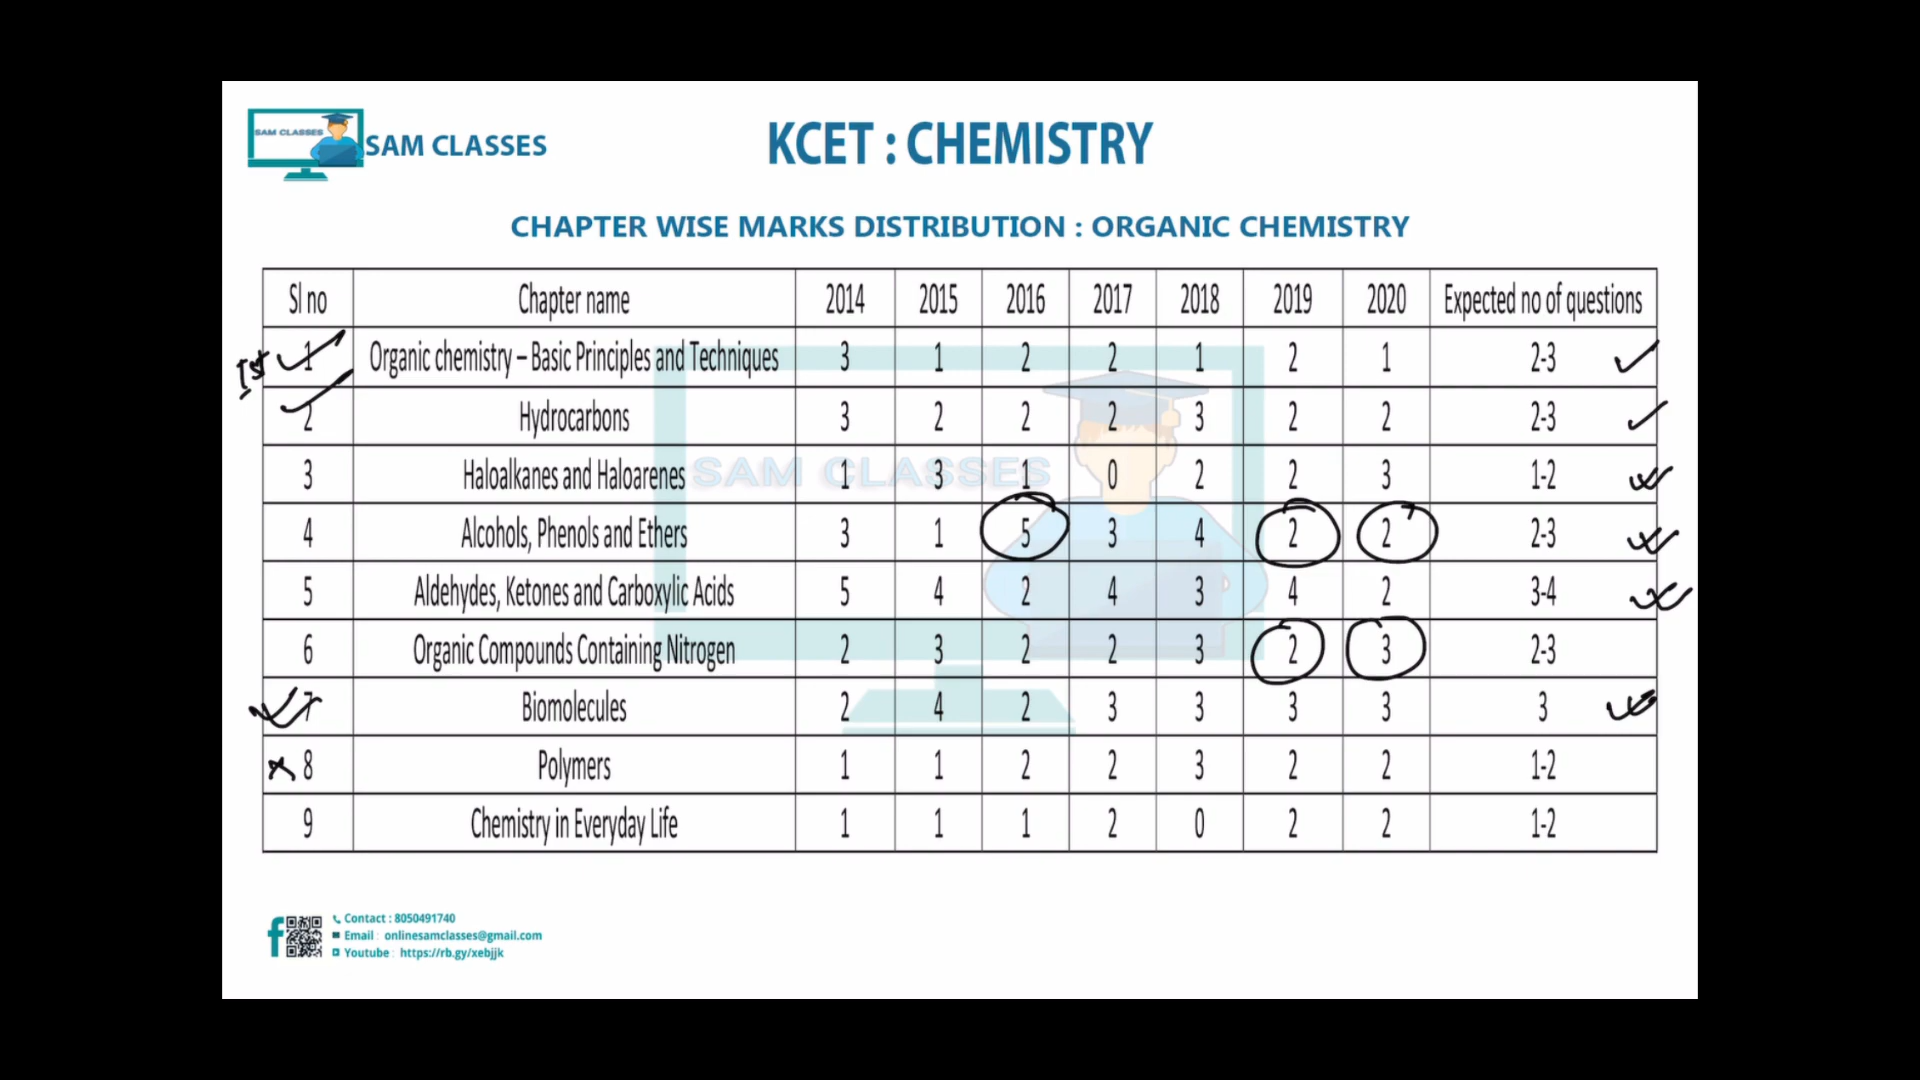 SAM CLASSES
SAM CLASSES
KCET : CHEMISTRY
CHAPTER WISE MARKS DISTRIBUTION : ORGANIC CHEMISTRY
Sl no Chapter name 2014 2015 2016 2017 2018 2019 2020 Expected no of questions
Ist 1 Organic chemistry – Basic Principles and Techniques 3 1 2 2 1 2 1 2-3
2 Hydrocarbons 3 2 2 2 3 2 2 2-3
3 Haloalkanes and Haloarenes 1 3 1 0 2 2 3 1-2
SAM CLASSES
4 Alcohols, Phenols and Ethers 3 1 5 3 4 2 2 2-3
5 Aldehydes, Ketones and Carboxylic Acids 5 4 2 4 3 4 2 3-4
6 Organic Compounds Containing Nitrogen 2 3 2 2 3 2 3 2-3
7 Biomolecules 2 4 2 3 3 3 3 3
8 Polymers 1 1 2 2 3 2 2 1-2
9 Chemistry in Everyday Life 1 1 1 2 0 2 2 1-2
f
Contact : 8050491740
Email : onlinesamclasses@gmail.com
Youtube : https://rb.gy/xebjjk